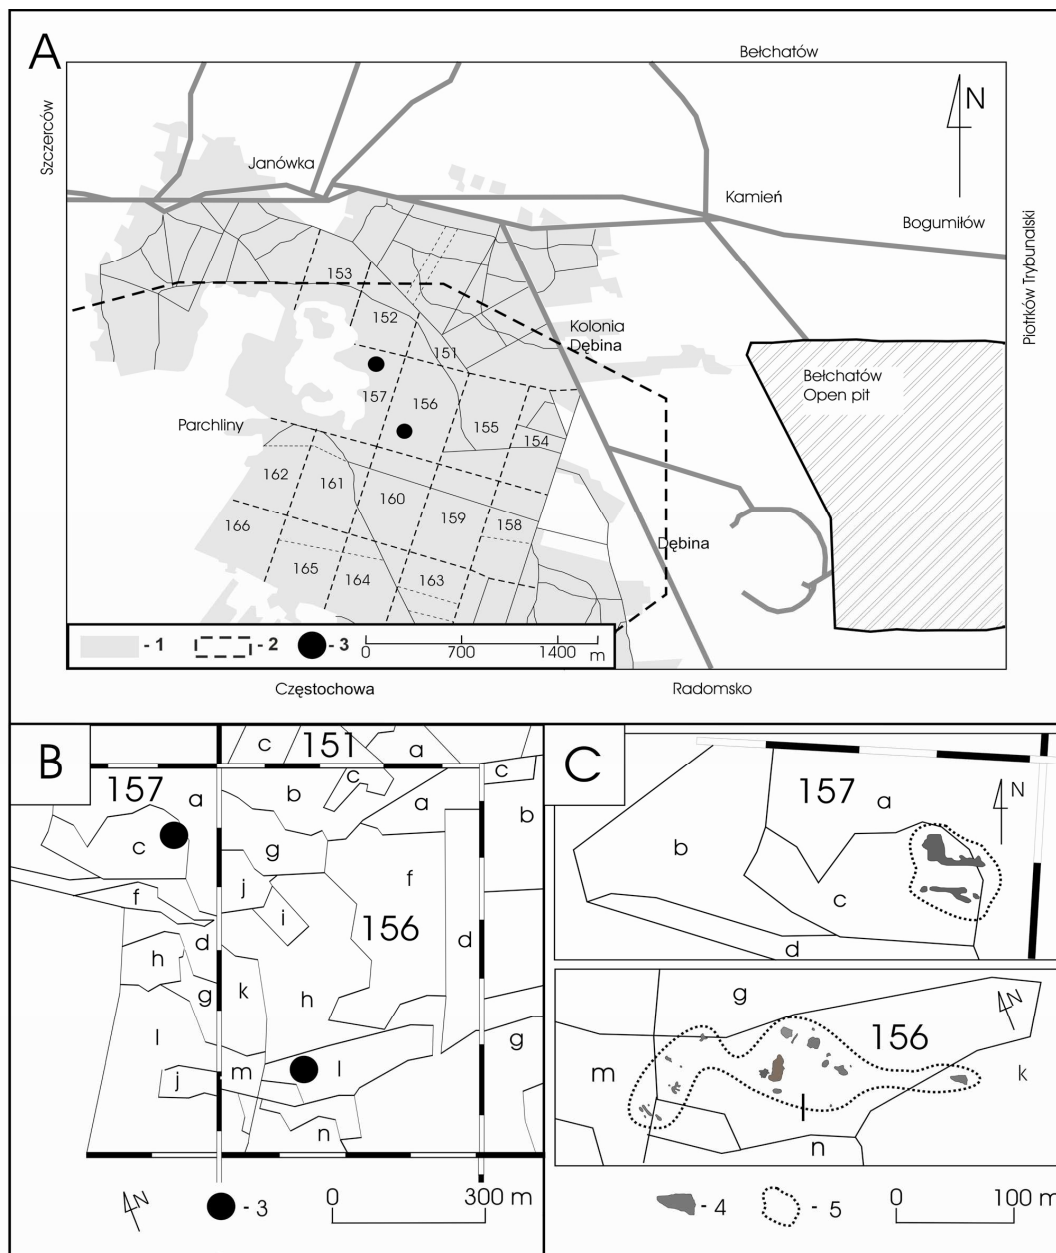 A
Bełchatów
Szczerców
N
Janówka
Kamień
Bogumiłów
Piotrków Trybunalski
153
152
Kolonia
Dębina
151
Bełchatów
Open pit
157
156
Parchliny
155
154
162
161
160
159
158
166
Dębina
165
164
163
- 1
- 2
- 3
0
700
1400
m
Częstochowa
Radomsko
B
c
151
a
c
c
157
a
b
a
b
c
g
f
j
f
i
156
d
d
h
g
k
h
g
l
j
m
l
n
N
- 3
0
300 m
C
157
a
N
b
c
d
g
156
N
m
k
l
n
- 4
- 5
0
100 m